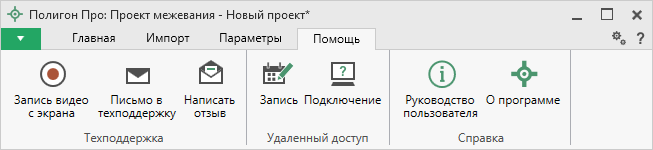 Полигон Про: Проект межевания - Новый проект*
Главная Импорт Параметры Помощь
?
Запись видео с экрана
Письмо в техподдержку
Написать отзыв
Техподдержка
Запись
? Подключение
Удаленный доступ
Руководство пользователя
О программе
Справка